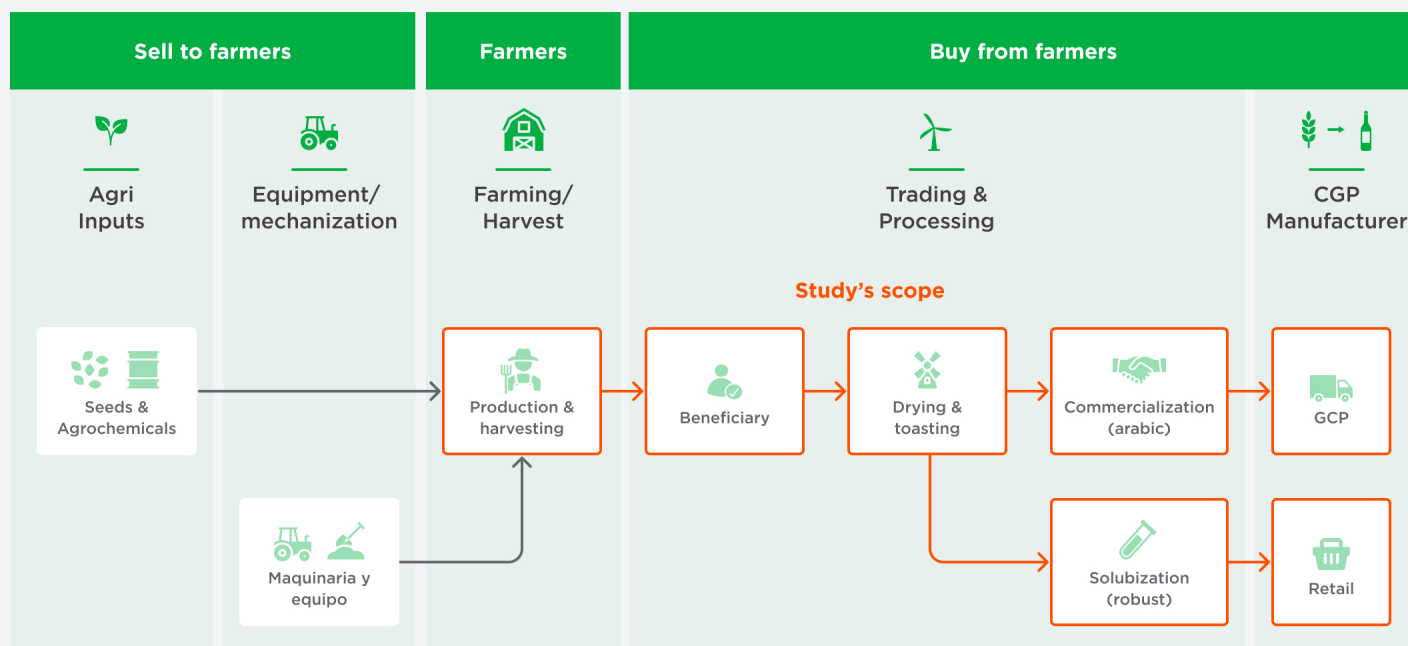 Sell to farmers
Farmers
Buy from farmers
Agri
Inputs
Equipment/
mechanization
Farming/
Harvest
Trading &
Processing
CGP
Manufacturer
Study’s scope
Seeds &
Agrochemicals
Production &
harvesting
Beneficiary
Drying &
toasting
Commercialization
(arabic)
GCP
Maquinaria y
equipo
Solubization
(robust)
Retail